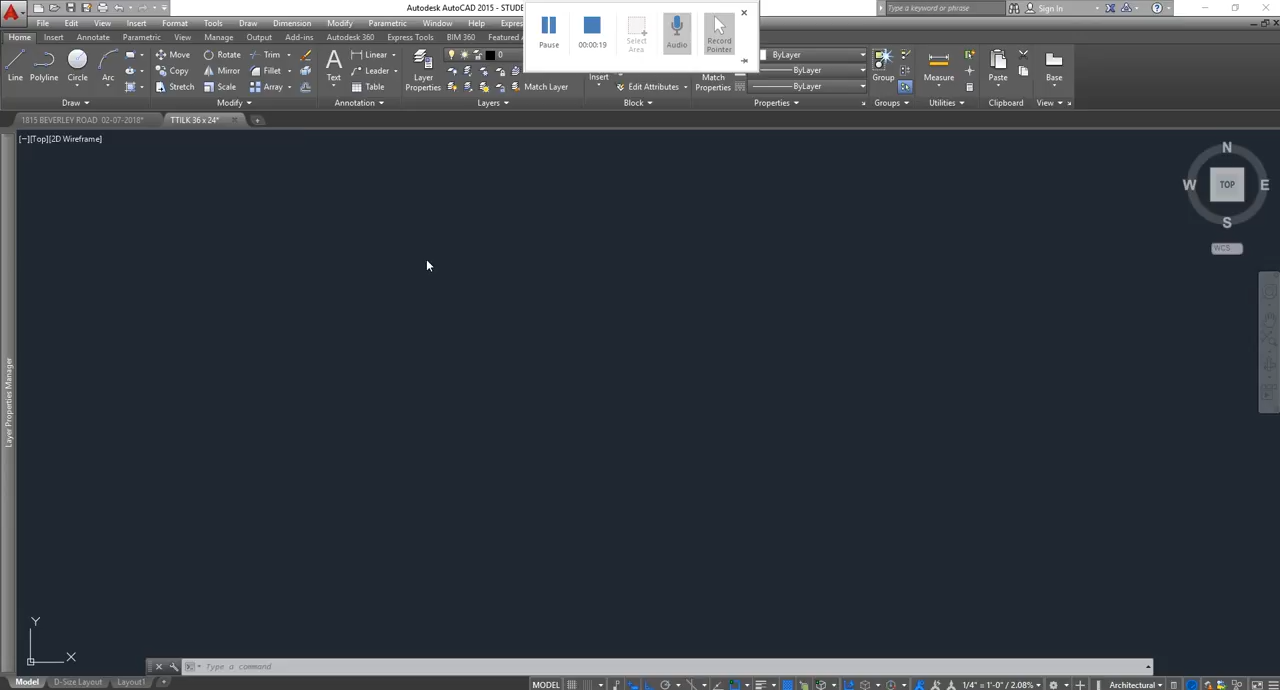 Autodesk AutoCAD 2015 - STUDE
Type a keyword or phrase
Sign In
File Edit View Insert Format Tools Draw Dimension Modify Parametric Window Help Expres
Home Insert Annotate Parametric View Manage Output Add-ins Autodesk 360 Express Tools BIM 360 Featured A
Pause
00:00:19
Select Area
Audio
Record Pointer
Line
Polyline
Circle
Arc
Draw
Move Rotate Trim
Copy Mirror Fillet
Stretch Scale Array
Modify
Text
Linear
Leader
Table
Annotation
Layer Properties
0
Match Layer
Layers
Insert
Edit Attributes
Block
Match Properties
ByLayer
ByLayer
ByLayer
Properties
Group
Groups
Measure
Utilities
Paste
Clipboard
Base
View
1815 BEVERLEY ROAD 02-07-2018*
TTILK 36 x 24*
[−][Top][2D Wireframe]
N
W TOP E
S
WCS
Layer Properties Manager
Y
X
Type a command
Model D-Size Layout Layout1 +
MODEL
1/4" = 1'-0" / 2.08%
Architectural